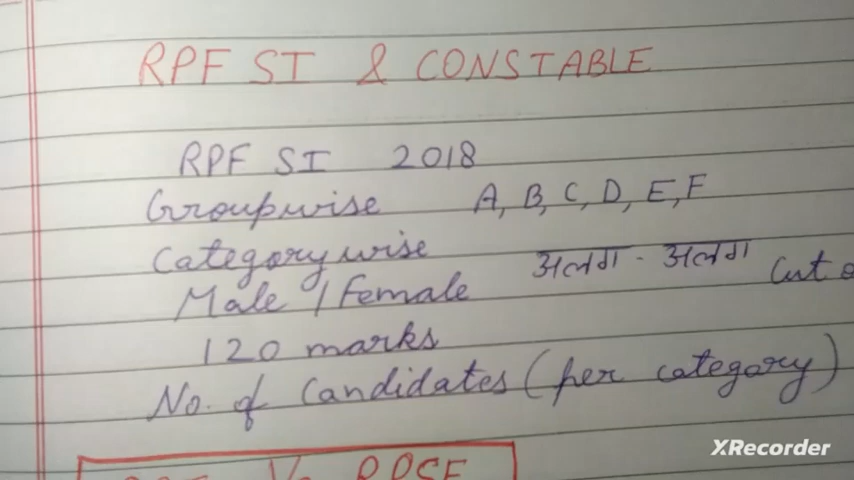 RPF SI & CONSTABLE
RPF SI 2018
Groupwise A, B, C, D, E, F
Categorywise
अलग - अलग Cut
Male / Female
120 marks
No. of Candidates (per category)
XRecorder